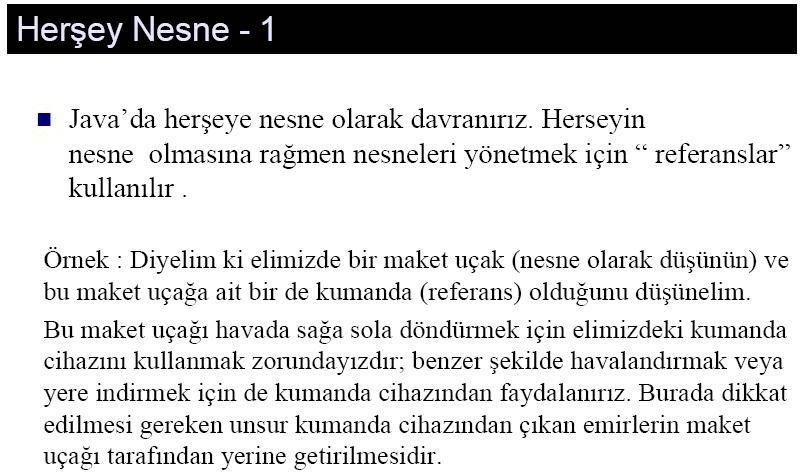 Herşey Nesne - 1
Java’da herşeye nesne olarak davranırız. Herseyin
nesne olmasına rağmen nesneleri yönetmek için “ referanslar”
kullanılır .
Örnek : Diyelim ki elimizde bir maket uçak (nesne olarak düşünün) ve
bu maket uçağa ait bir de kumanda (referans) olduğunu düşünelim.
Bu maket uçağı havada sağa sola döndürmek için elimizdeki kumanda
cihazını kullanmak zorundayızdır; benzer şekilde havalandırmak veya
yere indirmek için de kumanda cihazından faydalanırız. Burada dikkat
edilmesi gereken unsur kumanda cihazından çıkan emirlerin maket
uçağı tarafından yerine getirilmesidir.